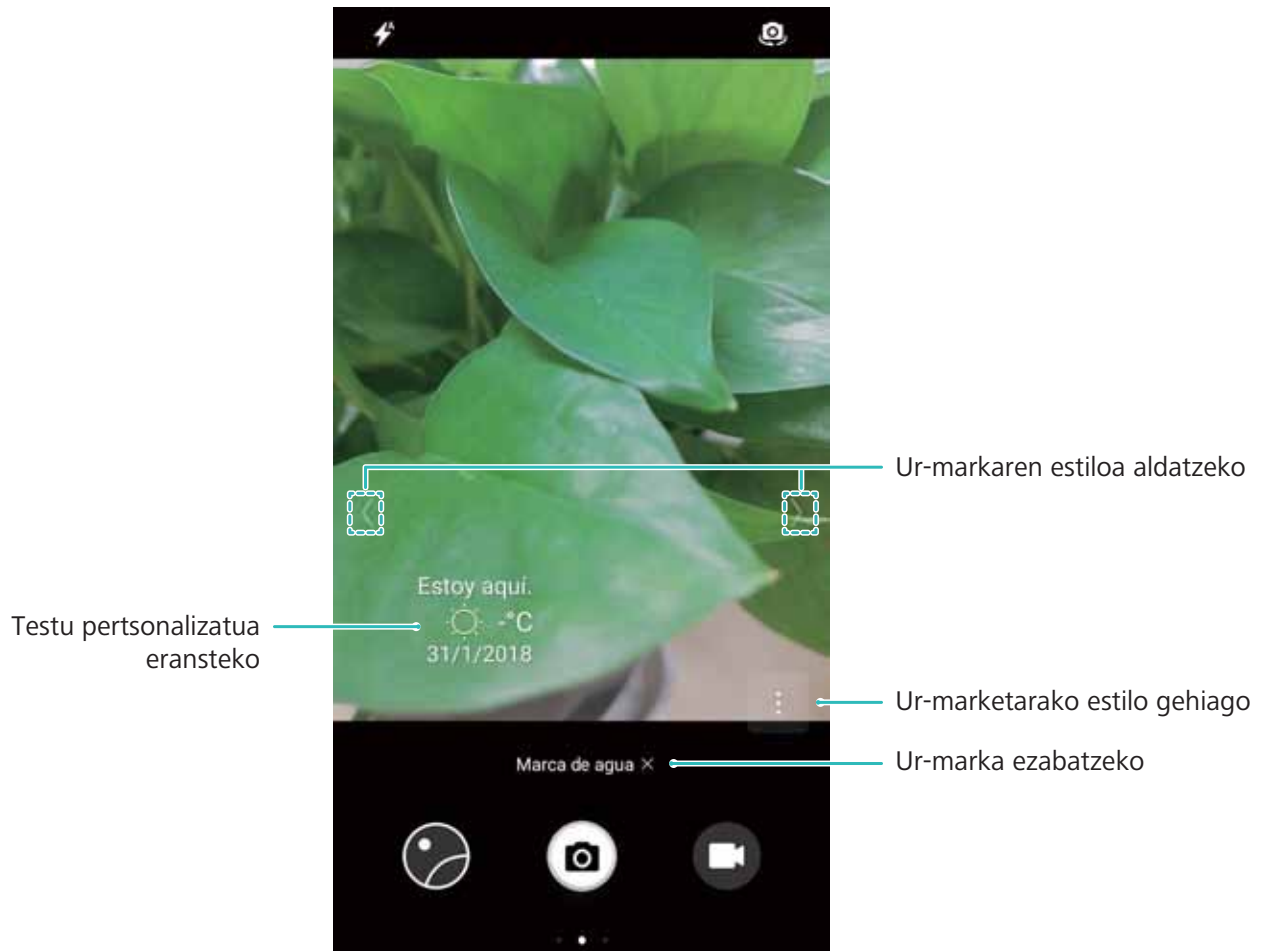 Ur-markaren estiloa aldatzeko
Estoy aquí.
-°C
31/1/2018
Testu pertsonalizatua
eransteko
Ur-marketarako estilo gehiago
Marca de agua ×
Ur-marka ezabatzeko